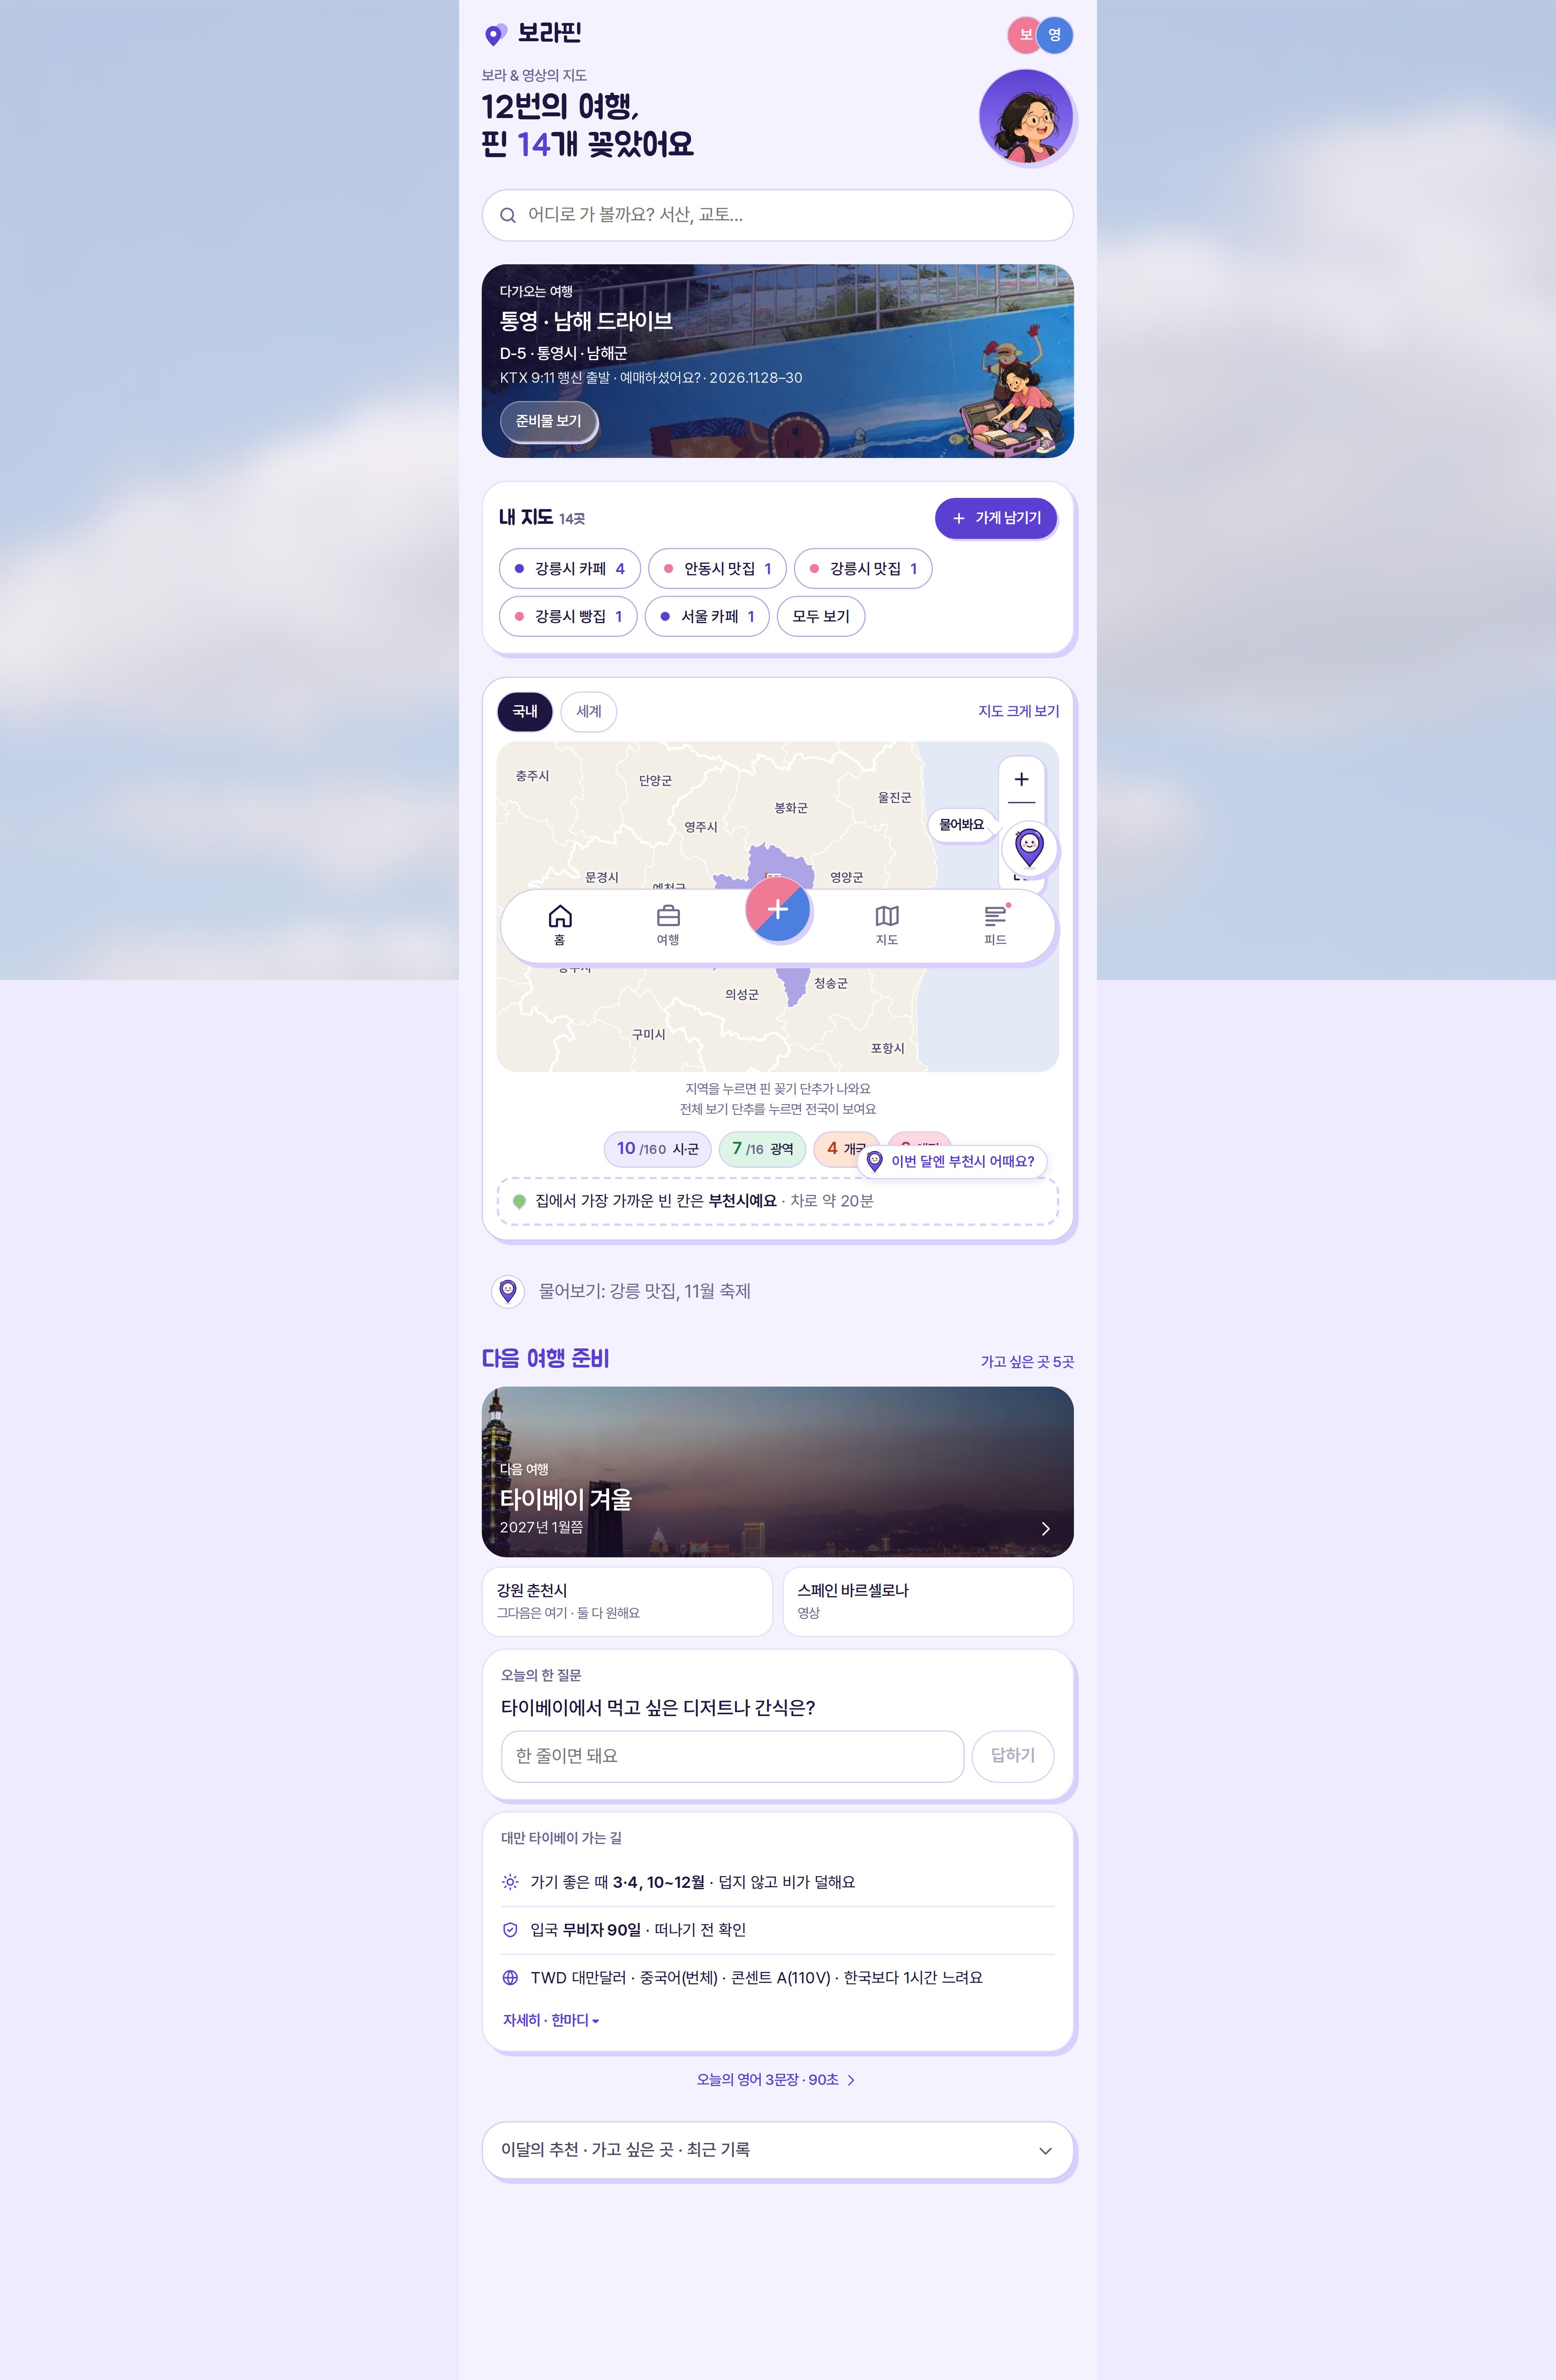 보라핀
보 영
보라 & 영상의 지도
12번의 여행,
핀 14개 꽂았어요
어디로 가 볼까요? 서산, 교토...
다가오는 여행
통영 · 남해 드라이브
D-5 · 통영시 · 남해군
KTX 9:11 행신 출발 · 예매하셨어요? · 2026.11.28–30
준비물 보기
내 지도 14곳
+ 가게 남기기
강릉시 카페 4
안동시 맛집 1
강릉시 맛집 1
강릉시 빵집 1
서울 카페 1
모두 보기
국내
세계
지도 크게 보기
충주시
단양군
울진군
봉화군
영주시
물어봐요
문경시
영양군
홈
여행
지도
피드
청송군
의성군
구미시
포항시
지역을 누르면 핀 꽂기 단추가 나와요
전체 보기 단추를 누르면 전국이 보여요
10 /160 시·군
7 /16 광역
4 개국
이번 달엔 부천시 어때요?
집에서 가장 가까운 빈 칸은 부천시예요 · 차로 약 20분
물어보기: 강릉 맛집, 11월 축제
다음 여행 준비
가고 싶은 곳 5곳
다음 여행
타이베이 겨울
2027년 1월쯤
강원 춘천시
그다음은 여기 · 둘 다 원해요
스페인 바르셀로나
영상
오늘의 한 질문
타이베이에서 먹고 싶은 디저트나 간식은?
한 줄이면 돼요
답하기
대만 타이베이 가는 길
가기 좋은 때 3·4, 10~12월 · 덥지 않고 비가 덜해요
입국 무비자 90일 · 떠나기 전 확인
TWD 대만달러 · 중국어(번체) · 콘센트 A(110V) · 한국보다 1시간 느려요
자세히 · 한마디
오늘의 영어 3문장 · 90초
이달의 추천 · 가고 싶은 곳 · 최근 기록